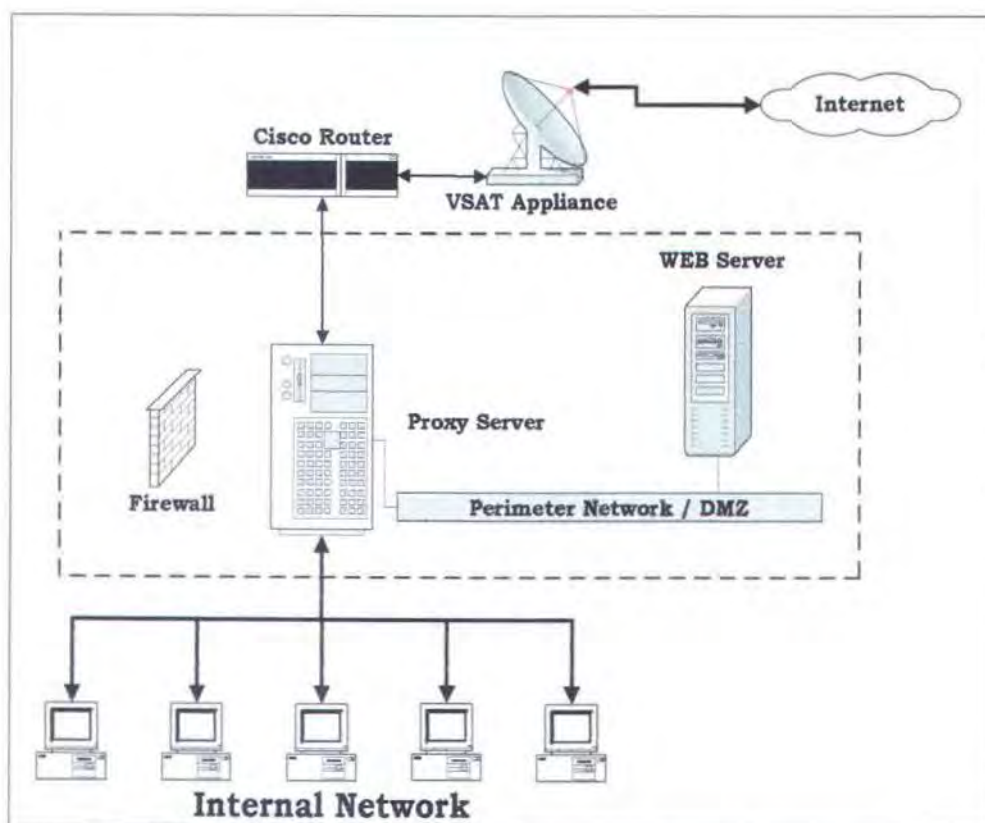 Internet
Cisco Router
VSAT Appliance
WEB Server
Proxy Server
Firewall
Perimeter Network / DMZ
Internal Network